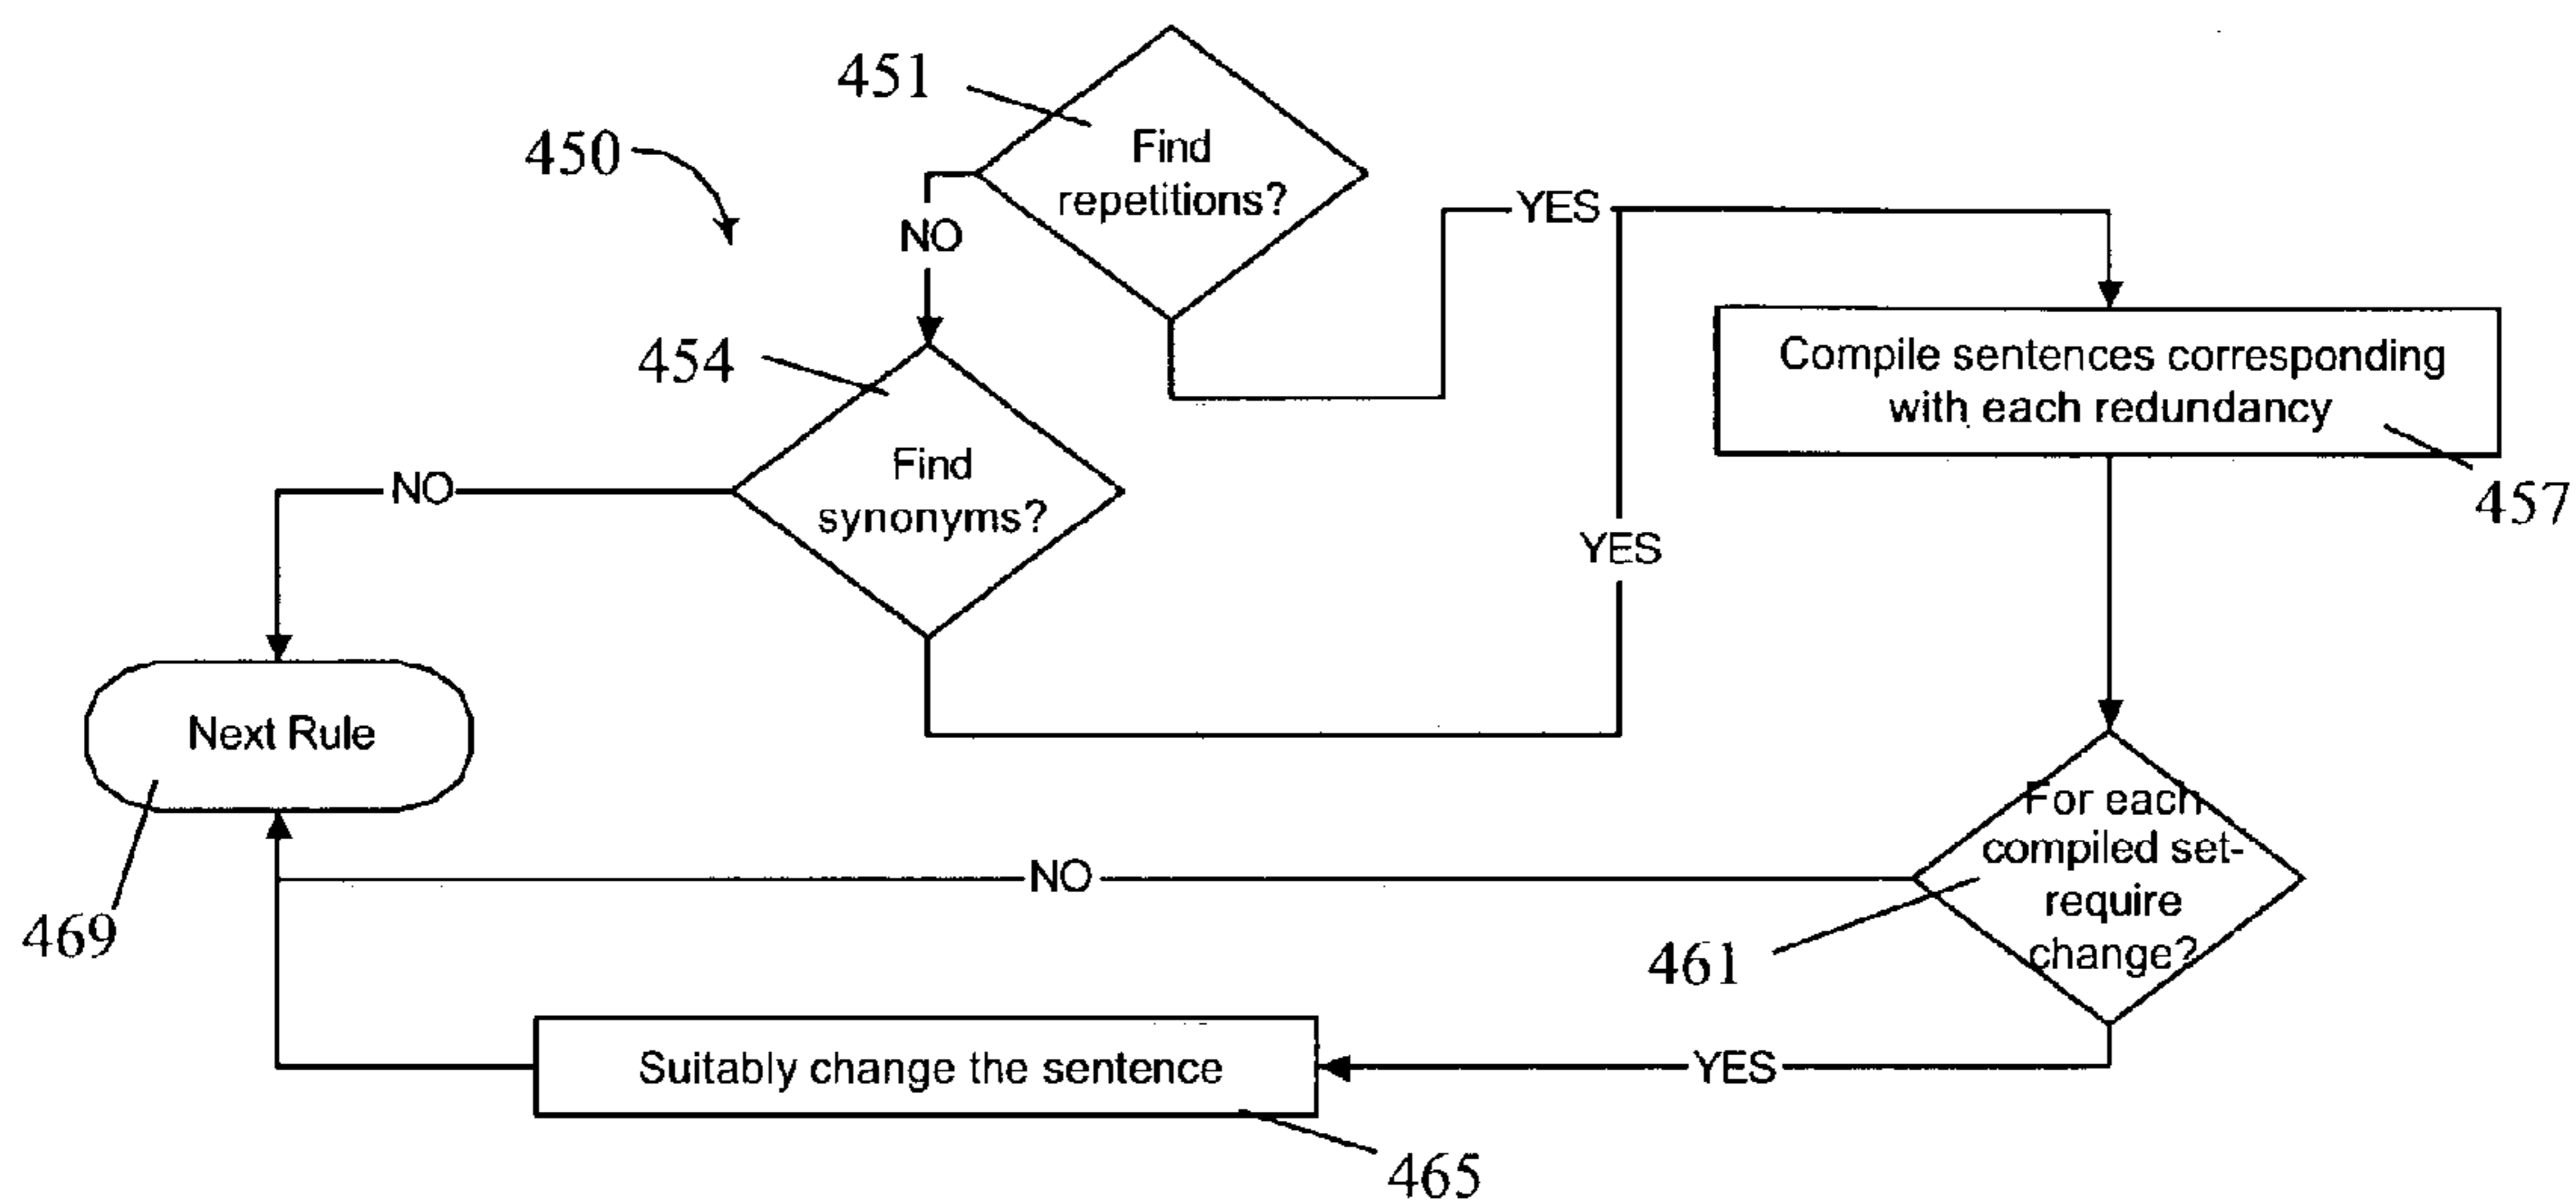 451
Find
repetitions?
450
NO
YES
454
Find
synonyms?
NO
YES
Compile sentences corresponding
with each redundancy
457
Next Rule
469
For each
compiled set-
require
change?
461
NO
YES
Suitably change the sentence
465